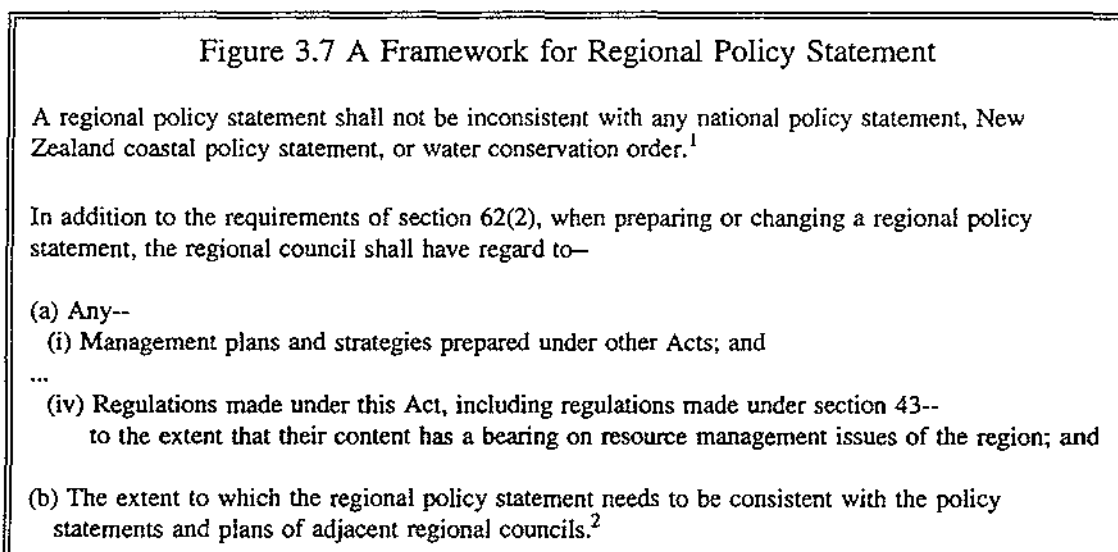 Figure 3.7 A Framework for Regional Policy Statement
A regional policy statement shall not be inconsistent with any national policy statement, New
Zealand coastal policy statement, or water conservation order.1
In addition to the requirements of section 62(2), when preparing or changing a regional policy
statement, the regional council shall have regard to–
(a) Any--
(i) Management plans and strategies prepared under other Acts; and
...
(iv) Regulations made under this Act, including regulations made under section 43--
to the extent that their content has a bearing on resource management issues of the region; and
(b) The extent to which the regional policy statement needs to be consistent with the policy
statements and plans of adjacent regional councils.2